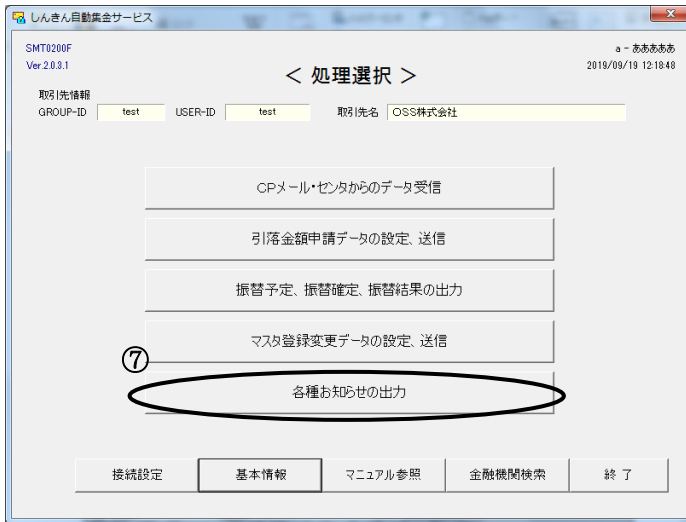 しんきん自動集金サービス
SMT0200F
a - あああああ
Ver.2.0.3.1
2019/09/19 12:18:48
＜ 処理選択 ＞
取引先情報
GROUP-ID test USER-ID test 取引先名 OSS株式会社
CPメール・センタからのデータ受信
引落金額申請データの設定、送信
振替予定、振替確定、振替結果の出力
マスタ登録変更データの設定、送信
⑦
各種お知らせの出力
接続設定 基本情報 マニュアル参照 金融機関検索 終 了